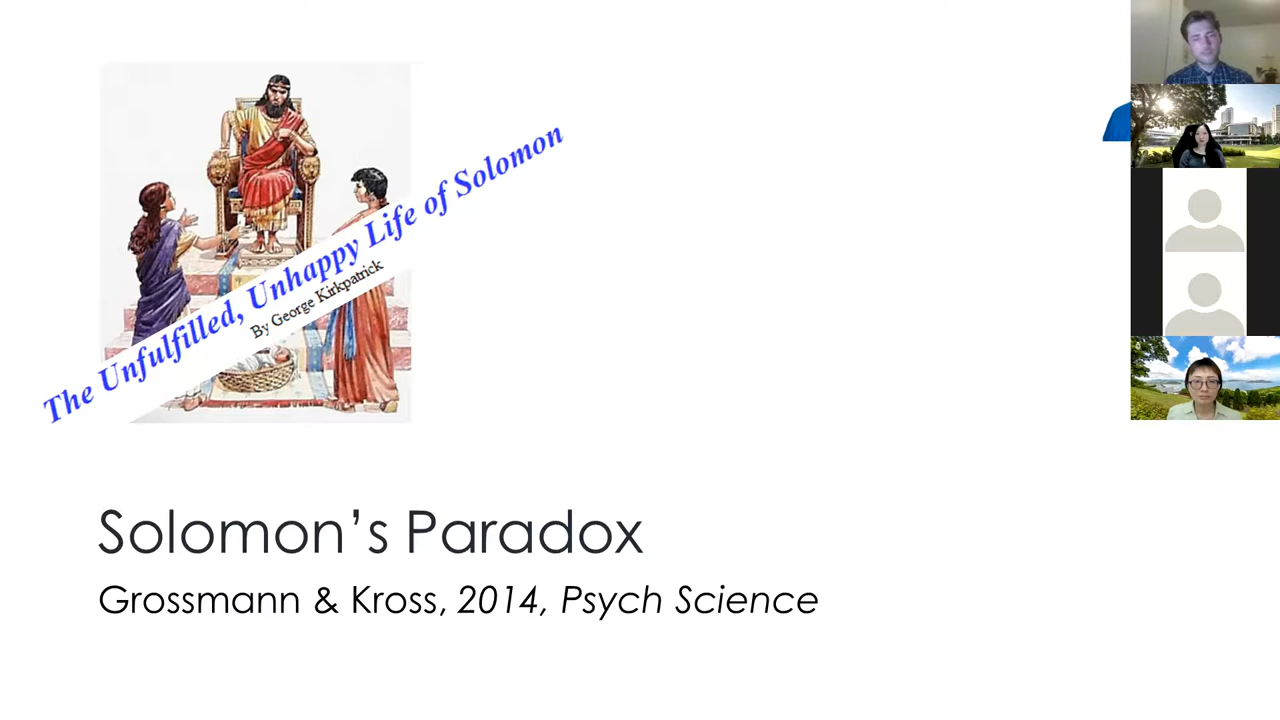 The Unfulfilled, Unhappy Life of Solomon
By George Kirkpatrick
Solomon’s Paradox
Grossmann & Kross, 2014, Psych Science